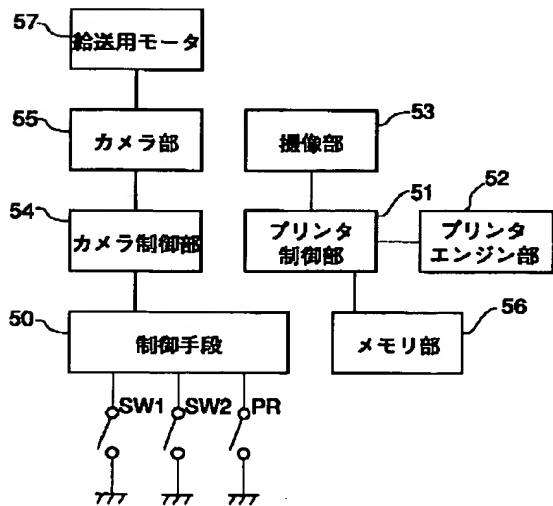 57
給送用モータ
55
カメラ部
53
撮像部
54
カメラ制御部
51
プリンタ
制御部
52
プリンタ
エンジン部
50
制御手段
56
メモリ部
SW1
SW2
PR